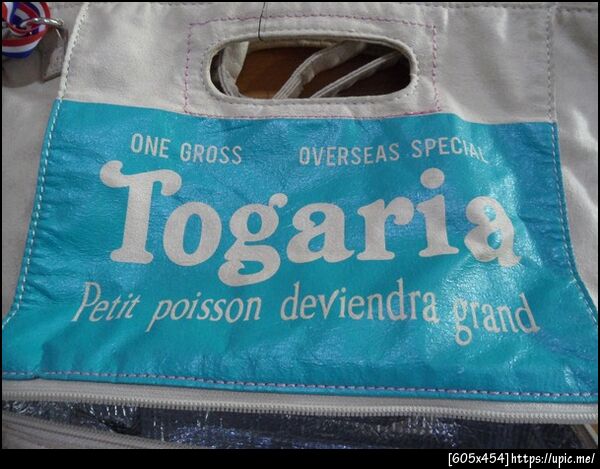 ONE GROSS OVERSEAS SPECIAL
Togaria
Petit poisson deviendra grand
[605x454]https://upic.me/